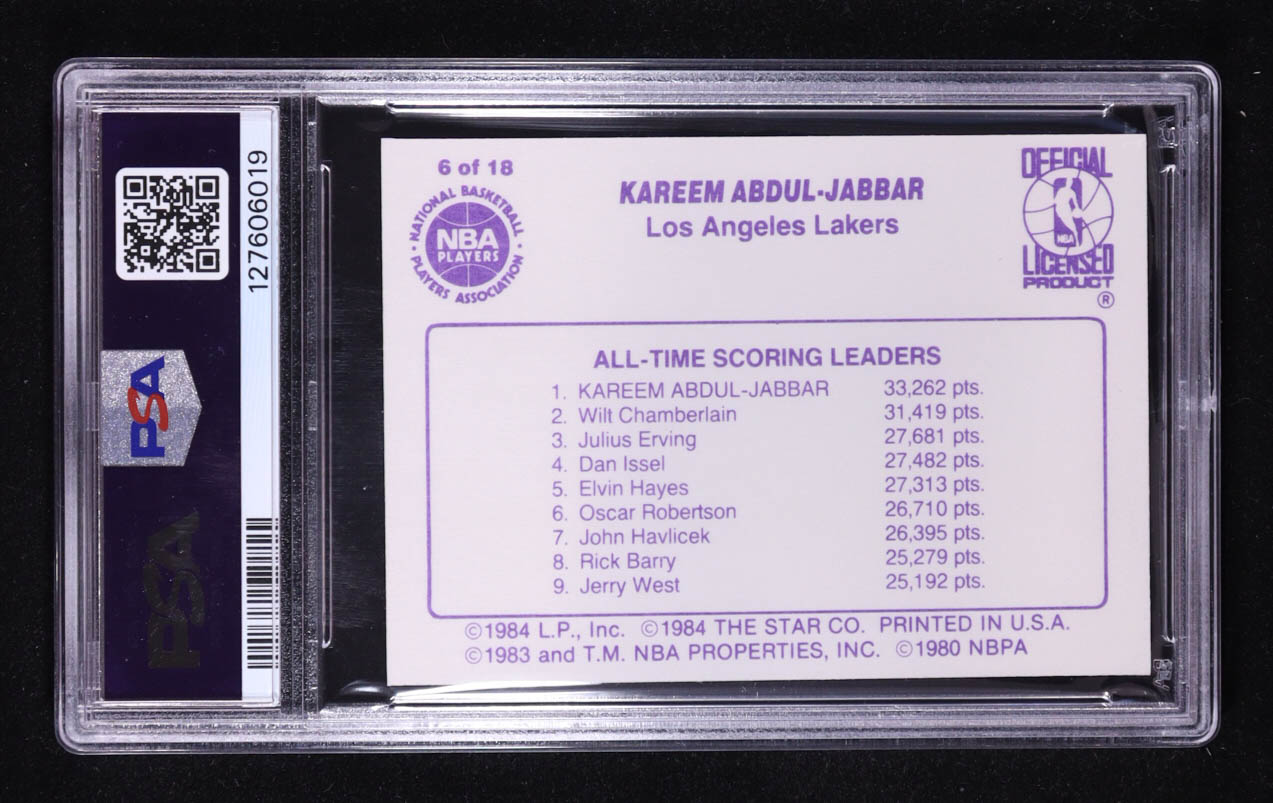 127606019
PSA
PSA
6 of 18
NATIONAL BASKETBALL
NBA
PLAYERS
PLAYERS ASSOCIATION
KAREEM ABDUL-JABBAR
Los Angeles Lakers
OFFICIAL
NBA
LICENSED
PRODUCT
®
ALL-TIME SCORING LEADERS
1. KAREEM ABDUL-JABBAR 33,262 pts.
2. Wilt Chamberlain 31,419 pts.
3. Julius Erving 27,681 pts.
4. Dan Issel 27,482 pts.
5. Elvin Hayes 27,313 pts.
6. Oscar Robertson 26,710 pts.
7. John Havlicek 26,395 pts.
8. Rick Barry 25,279 pts.
9. Jerry West 25,192 pts.
©1984 L.P., Inc. ©1984 THE STAR CO. PRINTED IN U.S.A.
©1983 and T.M. NBA PROPERTIES, INC. ©1980 NBPA